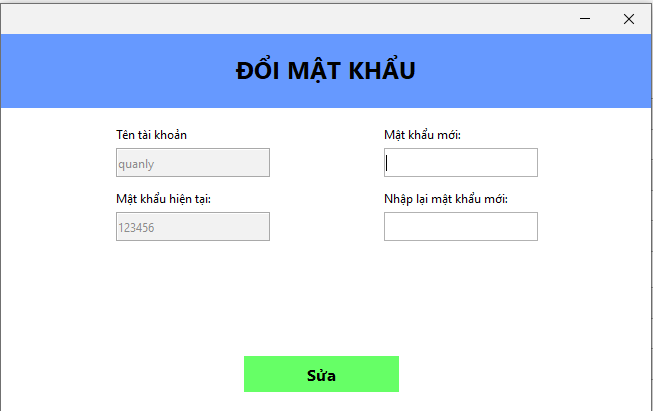 ĐỔI MẬT KHẨU
Tên tài khoản
quanly
Mật khẩu hiện tại:
123456
Mật khẩu mới:
Nhập lại mật khẩu mới:
Sửa